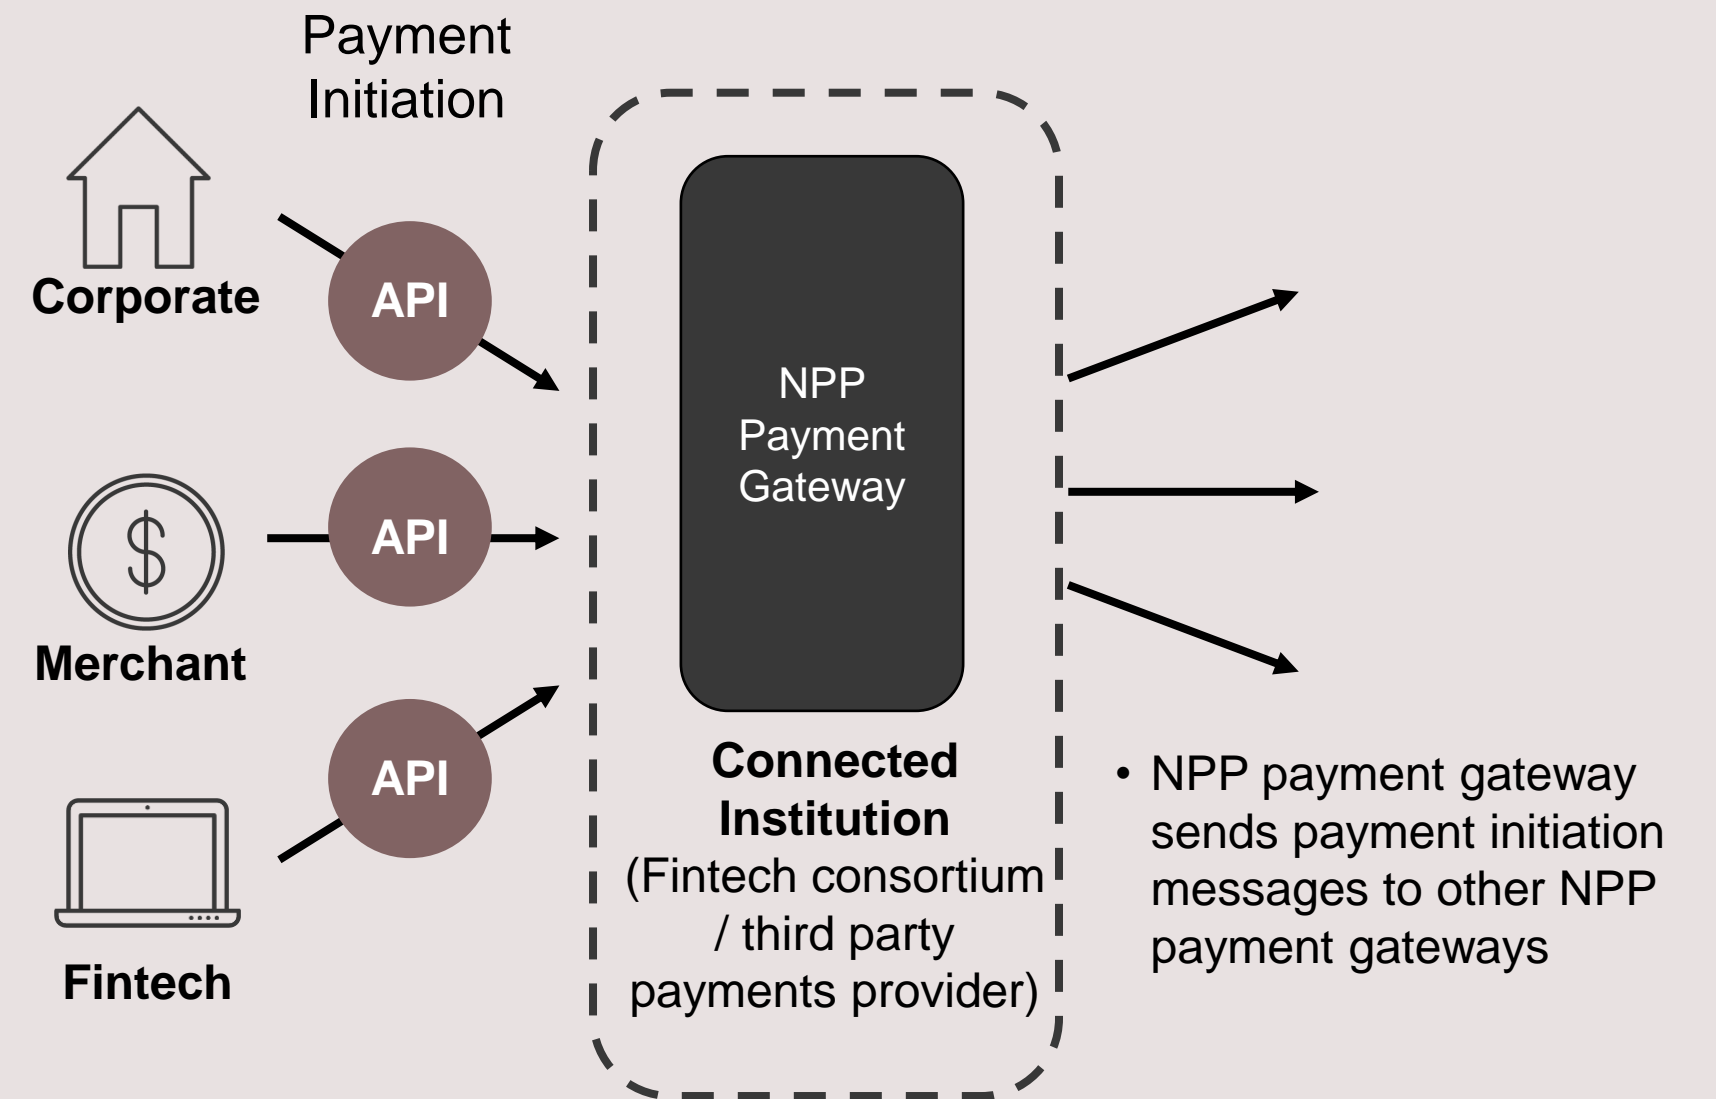 Payment
Initiation
Corporate
API
Merchant
API
Fintech
API
NPP
Payment
Gateway
Connected
Institution
(Fintech consortium
/ third party
payments provider)
• NPP payment gateway
sends payment initiation
messages to other NPP
payment gateways